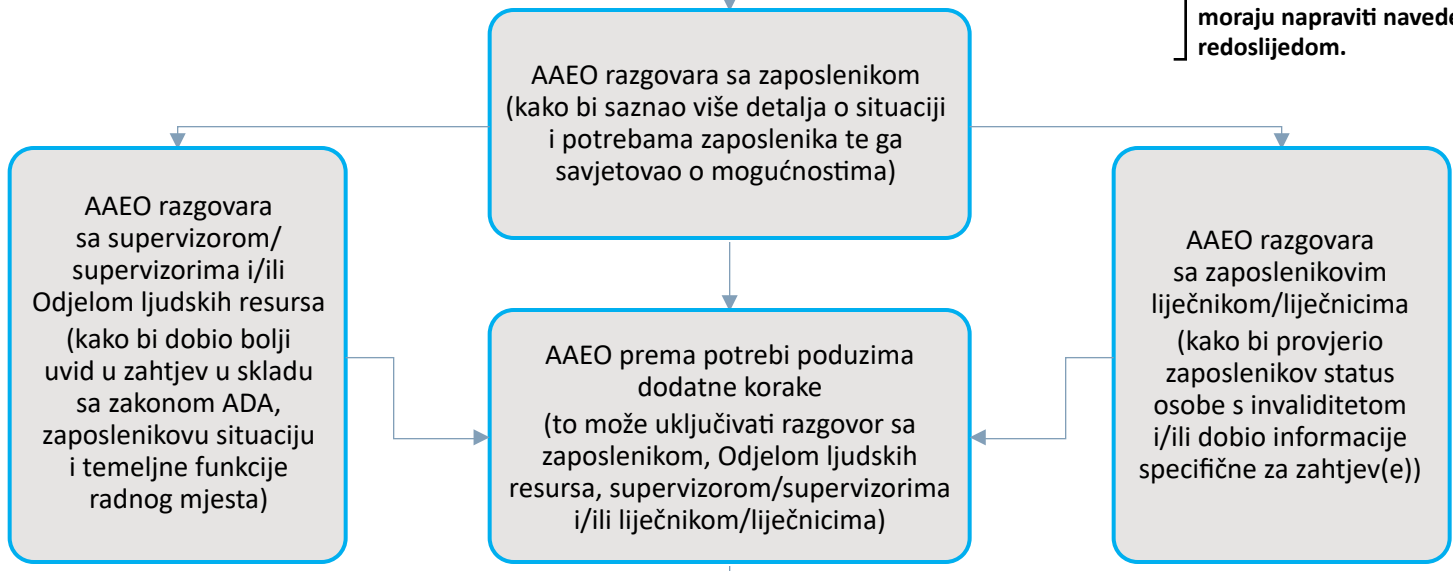 moraju napraviti
redoslijedom.
AAEO razgovara sa zaposlenikom
(kako bi saznao više detalja o situaciji
i potrebama zaposlenika te ga
savjetovao o mogućnostima)
AAEO razgovara
sa supervizorom/
supervizorima i/ili
Odjelom ljudskih resursa
(kako bi dobio bolji
uvid u zahtjev u skladu
sa zakonom ADA,
zaposlenikovu situaciju
i temeljne funkcije
radnog mjesta)
AAEO prema potrebi poduzima
dodatne korake
(to može uključivati razgovor sa
zaposlenikom, Odjelom ljudskih
resursa, supervizorom/supervizorima
i/ili liječnikom/liječnicima)
AAEO razgovara
sa zaposlenikovim
liječnikom/liječnicima
(kako bi provjerio
zaposlenikov status
osobe s invaliditetom
i/ili dobio informacije
specifične za zahtjev(e))